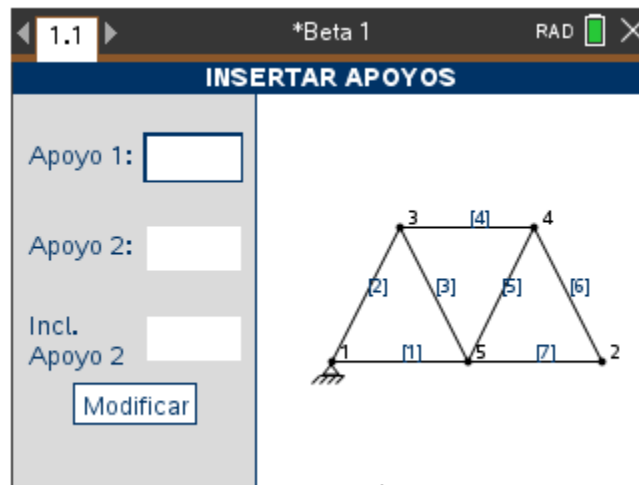 1.1 *Beta 1 RAD
INSERTAR APOYOS
Apoyo 1:
Apoyo 2:
Incl.
Apoyo 2
Modificar
3 [4] 4
[2] [3] [5] [6]
1 [1] 5 [7] 2